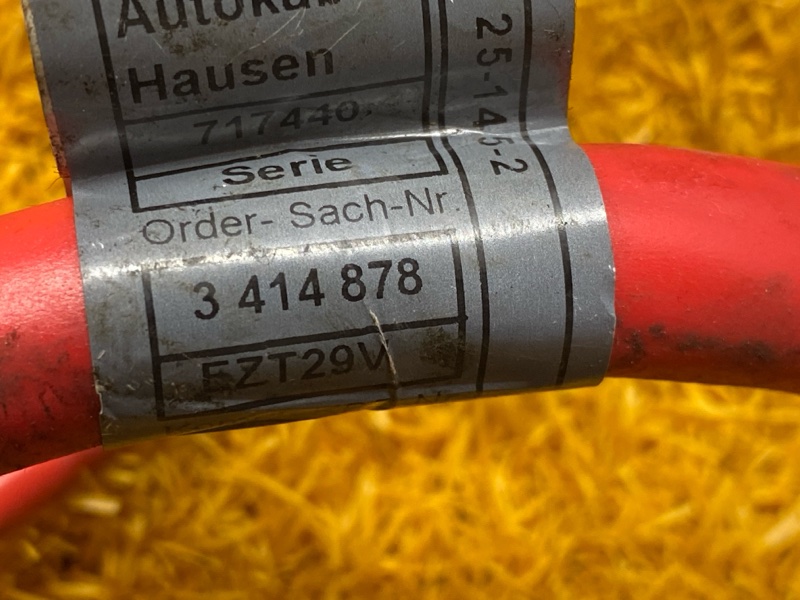 Hausen
717440
Serie
Order- Sach-Nr.
3 414 878
EZT29V
25-145-2